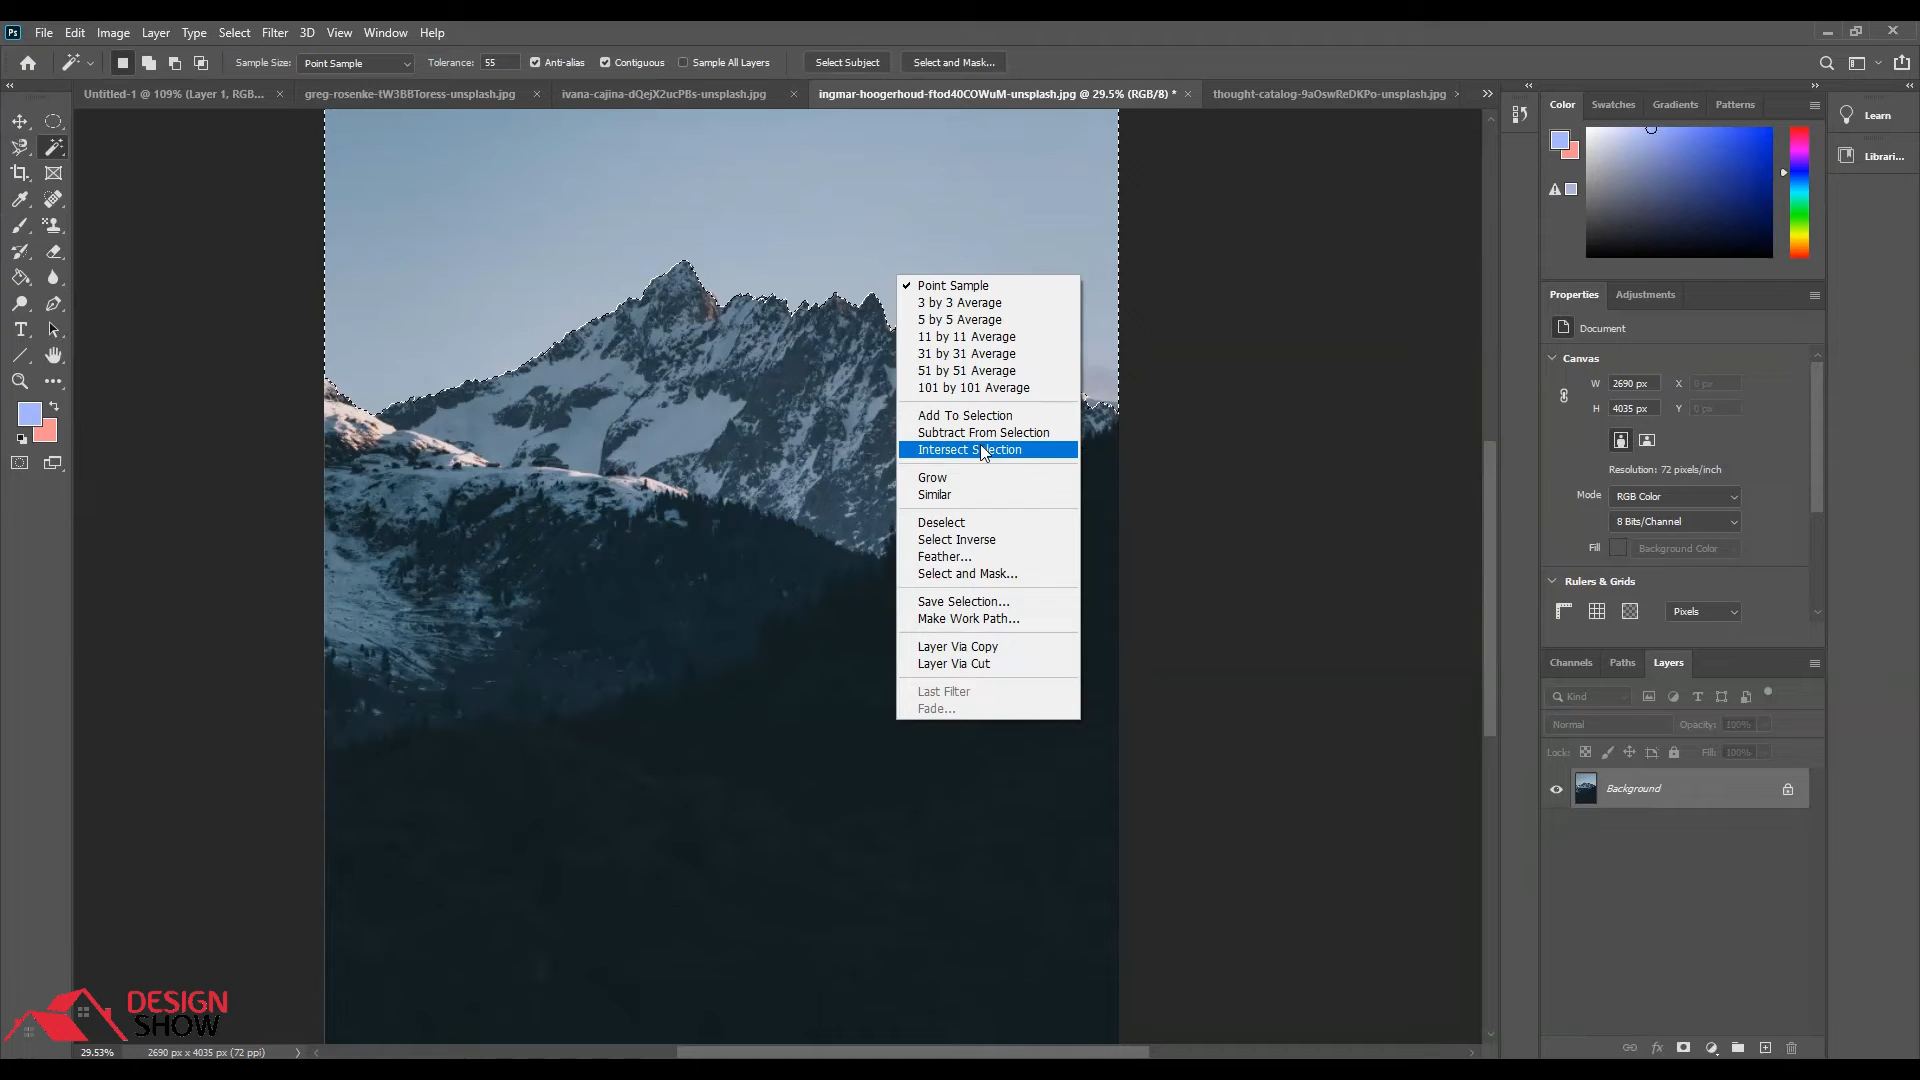 Ps File Edit Image Layer Type Select Filter 3D View Window Help
Sample Size: Point Sample Tolerance: 55 Anti-alias Contiguous Sample All Layers Select Subject Select and Mask...
Untitled-1 @ 109% (Layer 1, RGB... × greg-rosenke-tW3BBToress-unsplash.jpg × ivana-cajina-dQejX2ucPBs-unsplash.jpg × ingmar-hoogerhoud-ftod40COWuM-unsplash.jpg @ 29.5% (RGB/8) * × thought-catalog-9aOswReDKPo-unsplash.jpg
Color Swatches Gradients Patterns
Learn
Librari...
Properties Adjustments
Document
Canvas
W 2690 px X 0 px
H 4035 px Y 0 px
Resolution: 72 pixels/inch
Mode RGB Color
8 Bits/Channel
Fill Background Color
Rulers & Grids
Pixels
Channels Paths Layers
Kind
Normal Opacity: 100%
Lock: Fill: 100%
Background
Point Sample
3 by 3 Average
5 by 5 Average
11 by 11 Average
31 by 31 Average
51 by 51 Average
101 by 101 Average
Add To Selection
Subtract From Selection
Intersect Selection
Grow
Similar
Deselect
Select Inverse
Feather...
Select and Mask...
Save Selection...
Make Work Path...
Layer Via Copy
Layer Via Cut
Last Filter
Fade...
DESIGN
SHOW
29.53% 2690 px x 4035 px (72 ppi)